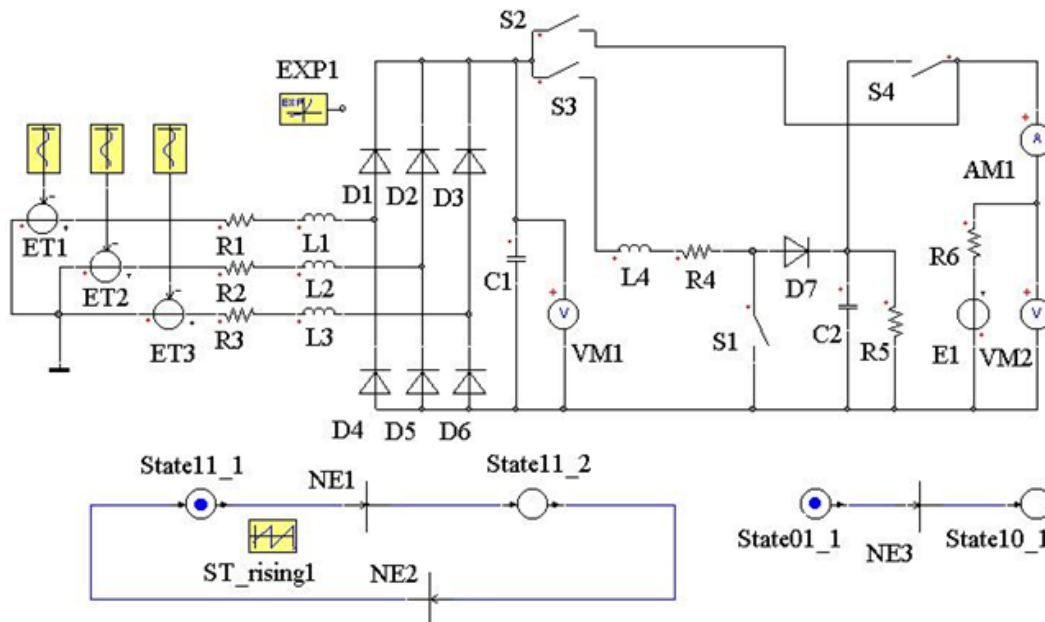 S2
EXP1
EXP
S3
S4
A
AM1
D1
D2
D3
ET1
R1
L1
ET2
R2
L2
ET3
R3
L3
C1
V
VM1
L4
R4
D7
S1
C2
R5
R6
E1
V
VM2
D4
D5
D6
State11_1
NE1
State11_2
ST_rising1
NE2
State01_1
NE3
State10_1